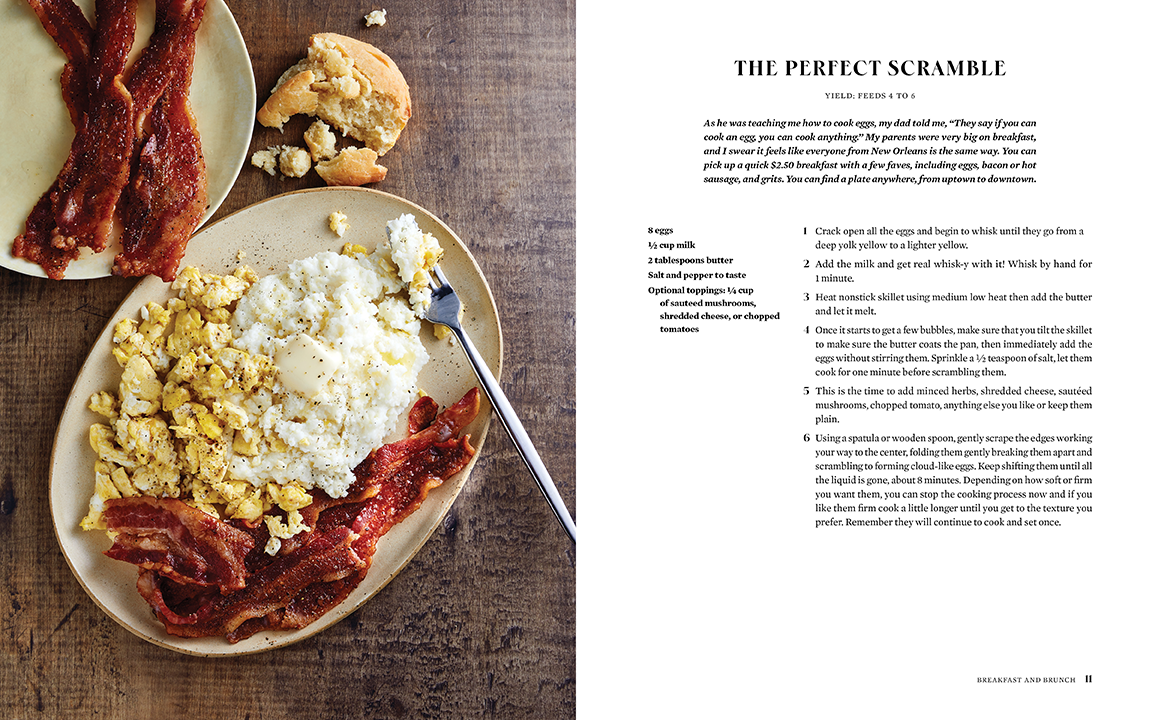 THE PERFECT SCRAMBLE
YIELD: FEEDS 4 TO 6
As he was teaching me how to cook eggs, my dad told me, “They say if you can
cook an egg, you can cook anything.” My parents were very big on breakfast,
and I swear it feels like everyone from New Orleans is the same way. You can
pick up a quick $2.50 breakfast with a few faves, including eggs, bacon or hot
sausage, and grits. You can find a plate anywhere, from uptown to downtown.
8 eggs
½ cup milk
2 tablespoons butter
Salt and pepper to taste
Optional toppings: ¼ cup
of sauteed mushrooms,
shredded cheese, or chopped
tomatoes
1 Crack open all the eggs and begin to whisk until they go from a
deep yolk yellow to a lighter yellow.
2 Add the milk and get real whisk-y with it! Whisk by hand for
1 minute.
3 Heat nonstick skillet using medium low heat then add the butter
and let it melt.
4 Once it starts to get a few bubbles, make sure that you tilt the skillet
to make sure the butter coats the pan, then immediately add the
eggs without stirring them. Sprinkle a ½ teaspoon of salt, let them
cook for one minute before scrambling them.
5 This is the time to add minced herbs, shredded cheese, sautéed
mushrooms, chopped tomato, anything else you like or keep them
plain.
6 Using a spatula or wooden spoon, gently scrape the edges working
your way to the center, folding them gently breaking them apart and
scrambling to forming cloud-like eggs. Keep shifting them until all
the liquid is gone, about 8 minutes. Depending on how soft or firm
you want them, you can stop the cooking process now and if you
like them firm cook a little longer until you get to the texture you
prefer. Remember they will continue to cook and set once.
BREAKFAST AND BRUNCH 11